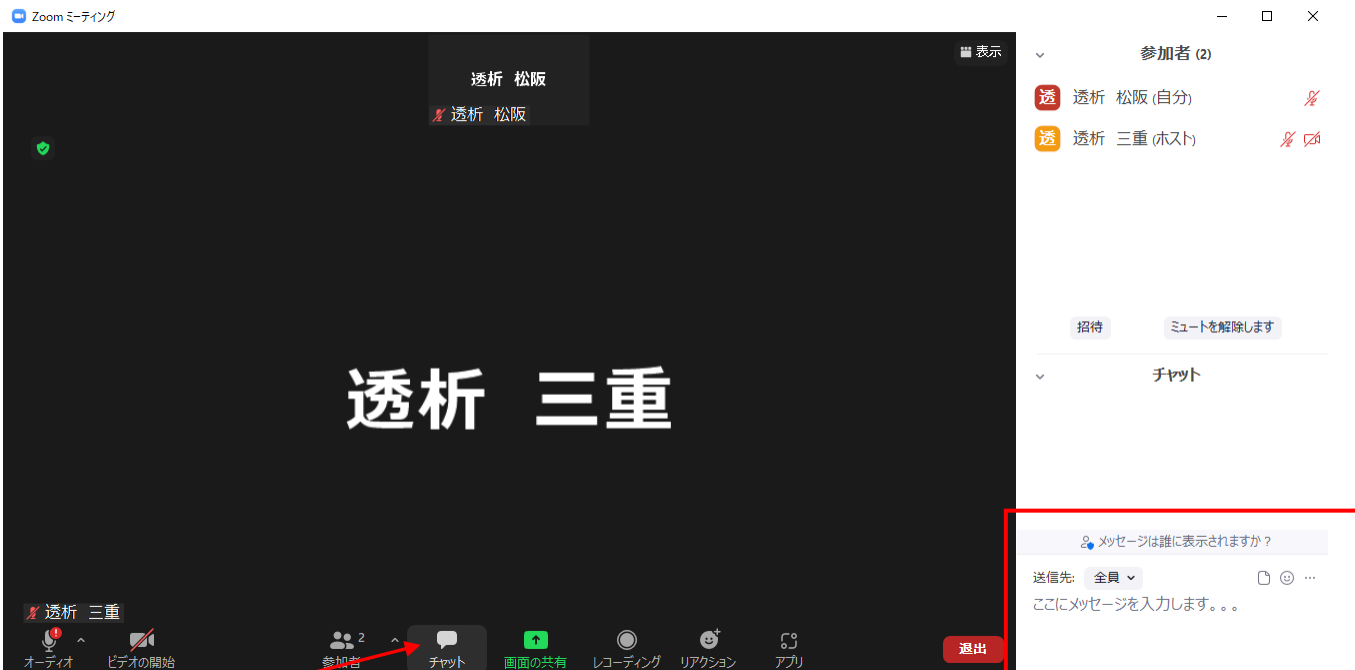 Zoom ミーティング
透析 松阪
透析 松阪
表示
透析 三重
透析 三重
オーディオ
ビデオの開始
参加者
2
チャット
画面の共有
レコーディング
リアクション
アプリ
退出
参加者 (2)
透 透析 松阪 (自分)
透 透析 三重 (ホスト)
招待
ミュートを解除します
チャット
メッセージは誰に表示されますか？
送信先: 全員
ここにメッセージを入力します。。。